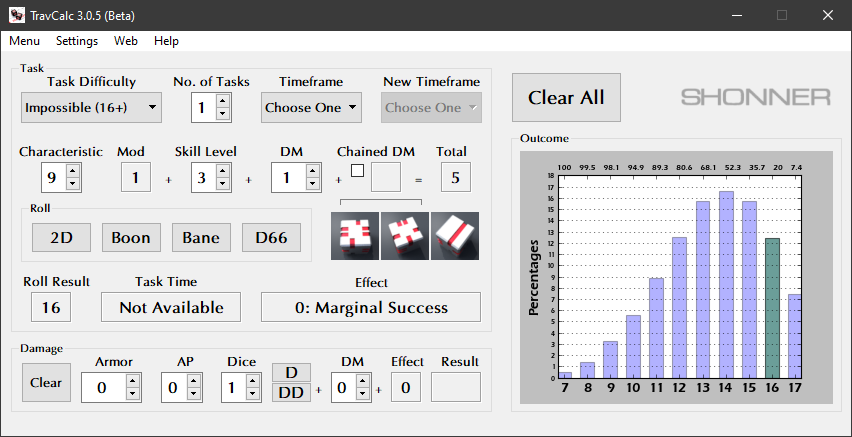 TravCalc 3.0.5 (Beta)
Menu Settings Web Help
Task
Task Difficulty No. of Tasks Timeframe New Timeframe
Impossible (16+) 1 Choose One Choose One
Characteristic Mod Skill Level DM Chained DM Total
9 1 + 3 + 1 + = 5
Roll
2D Boon Bane D66
Roll Result Task Time Effect
16 Not Available 0: Marginal Success
Damage
Armor AP Dice DM Effect Result
Clear 0 0 1 D DD + 0 + 0
Clear All SHONNER
Outcome
100 99.5 98.1 94.9 89.3 80.6 68.1 52.3 35.7 20 7.4
18
17
16
15
14
13
12
11
10
9
8
7
6
5
4
3
2
1
0
Percentages
7 8 9 10 11 12 13 14 15 16 17